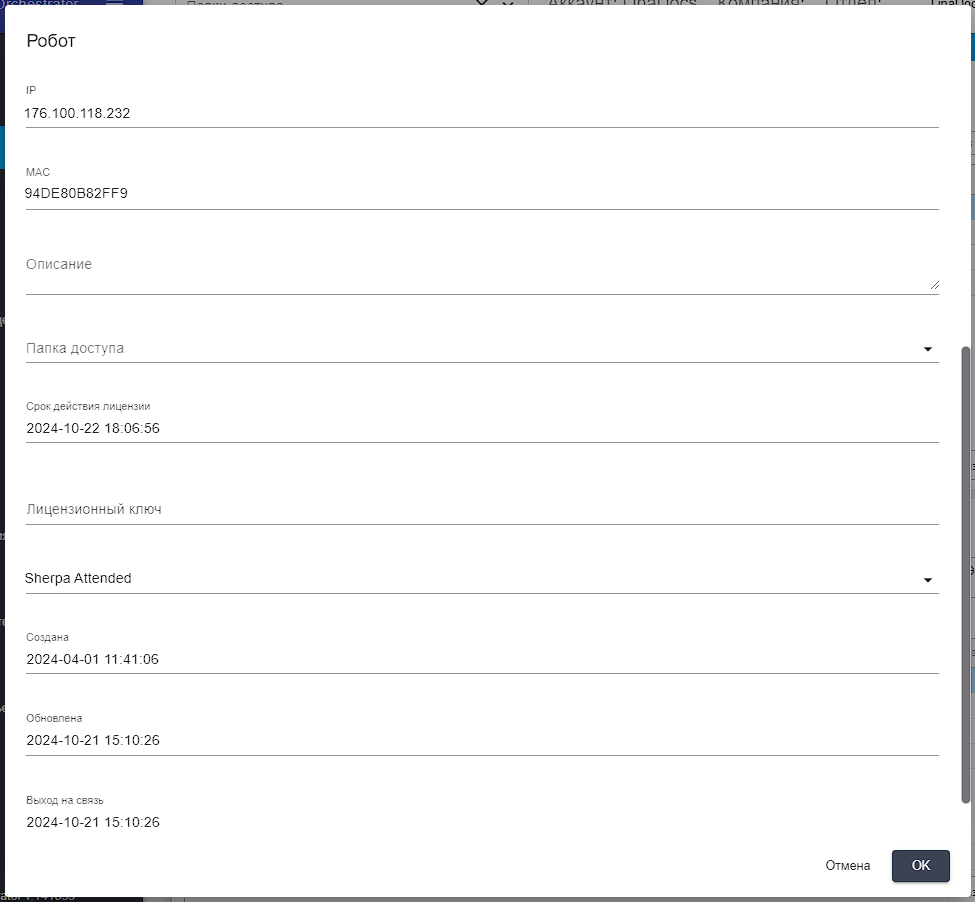 Робот
IP
176.100.118.232
MAC
94DE80B82FF9
Описание
Папка доступа
Срок действия лицензии
2024-10-22 18:06:56
Лицензионный ключ
Sherpa Attended
Создана
2024-04-01 11:41:06
Обновлена
2024-10-21 15:10:26
Выход на связь
2024-10-21 15:10:26
Отмена
OK